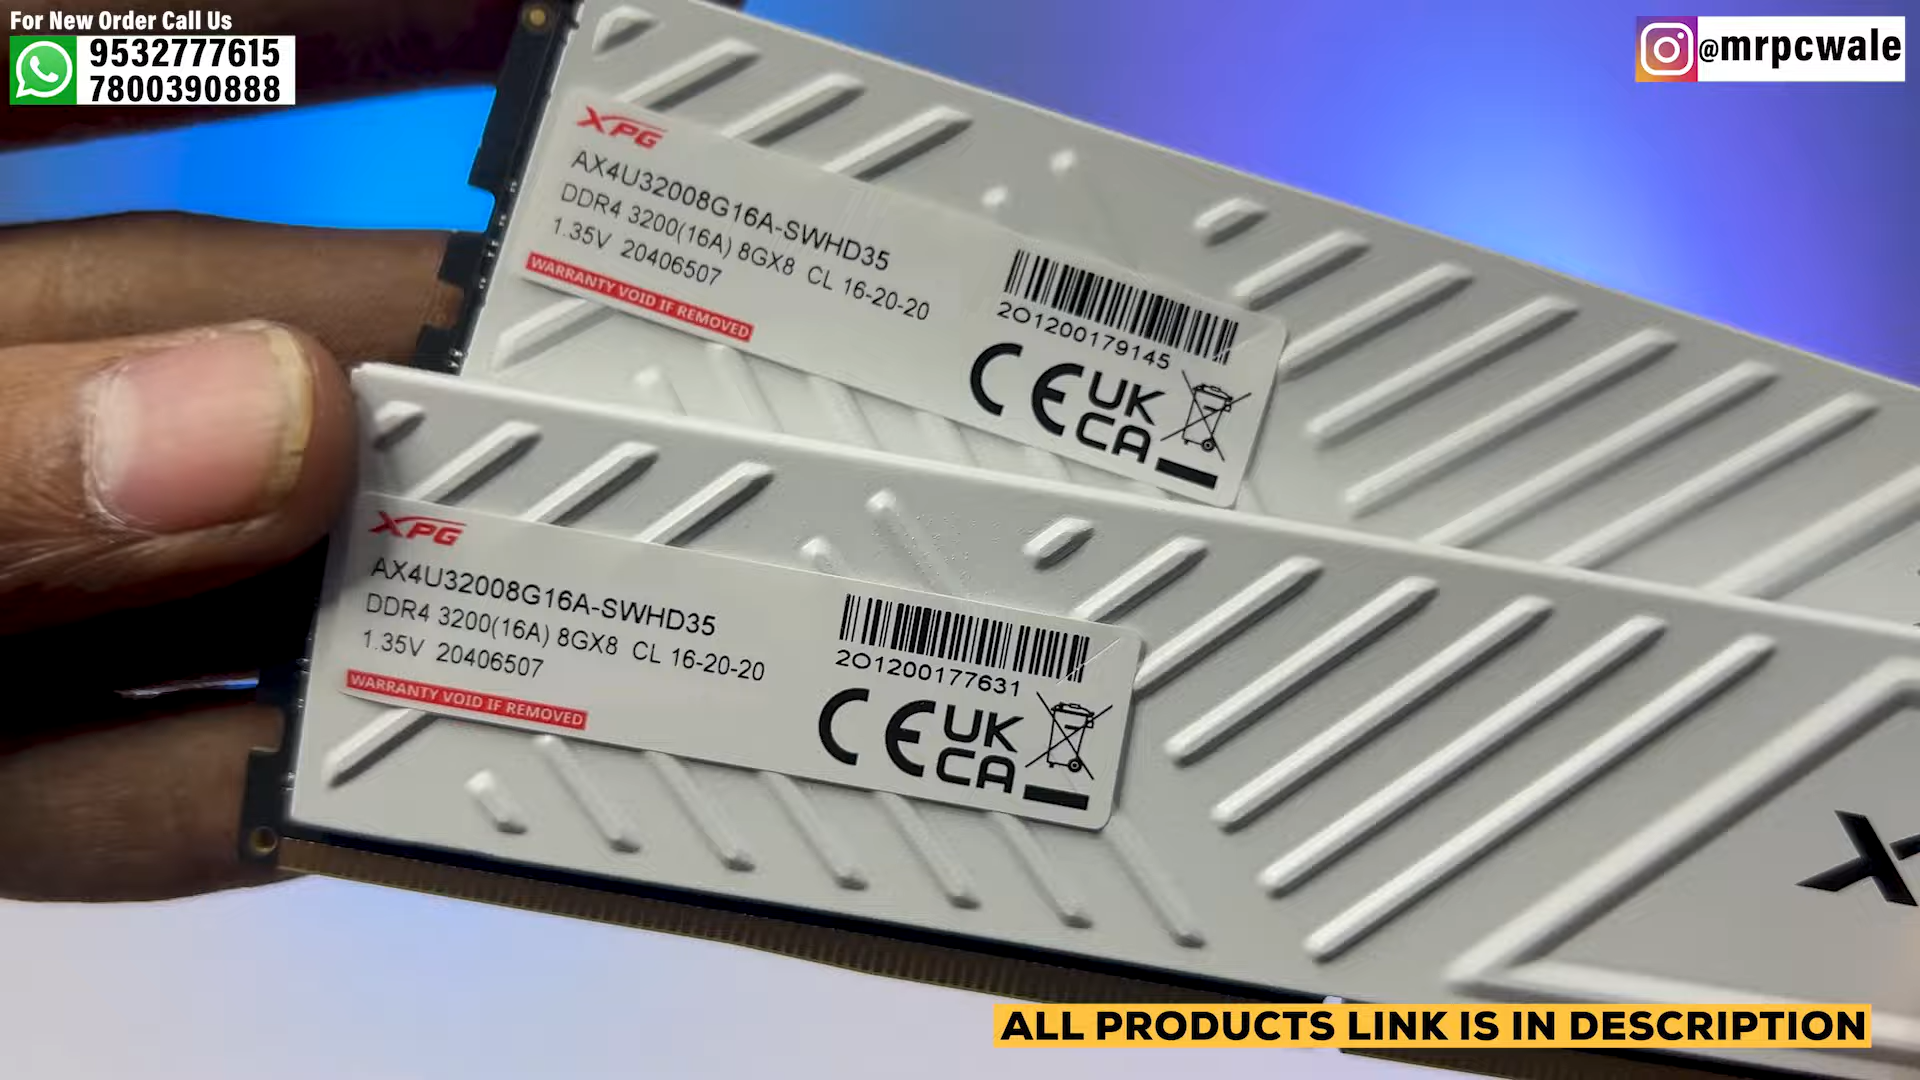 For New Order Call Us
9532777615
7800390888
@mrpcwale
XPG
AX4U32008G16A-SWHD35
DDR4 3200(16A) 8GX8 CL 16-20-20
1.35V 20406507
WARRANTY VOID IF REMOVED
2O1200179145
CE UK
CA
XPG
AX4U32008G16A-SWHD35
DDR4 3200(16A) 8GX8 CL 16-20-20
1.35V 20406507
WARRANTY VOID IF REMOVED
2O1200177631
CE UK
CA
ALL PRODUCTS LINK IS IN DESCRIPTION